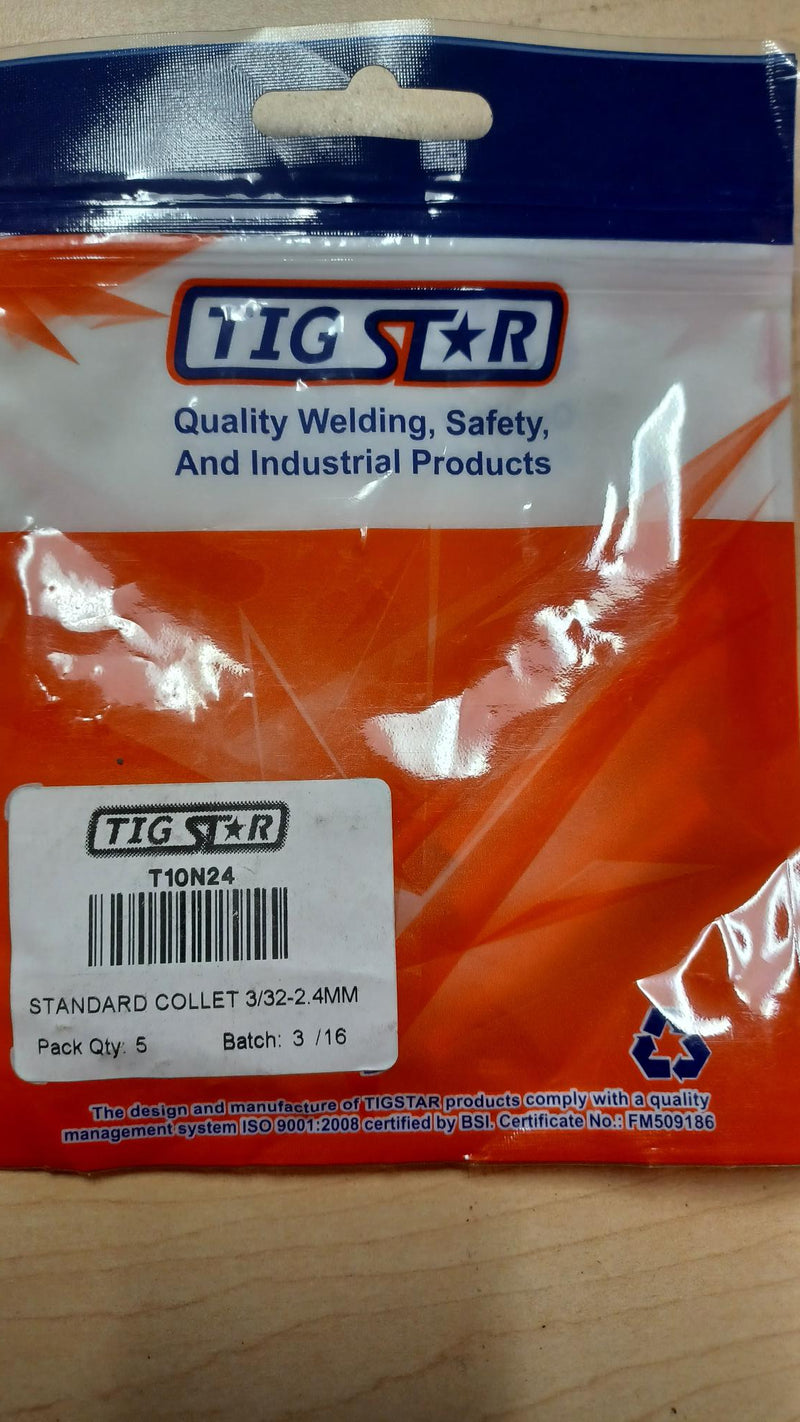 TIG STAR
Quality Welding, Safety,
And Industrial Products
TIG STAR
T10N24
STANDARD COLLET 3/32-2.4MM
Pack Qty: 5 Batch: 3 /16
The design and manufacture of TIGSTAR products comply with a quality
management system ISO 9001:2008 certified by BSI, Certificate No.: FM509186